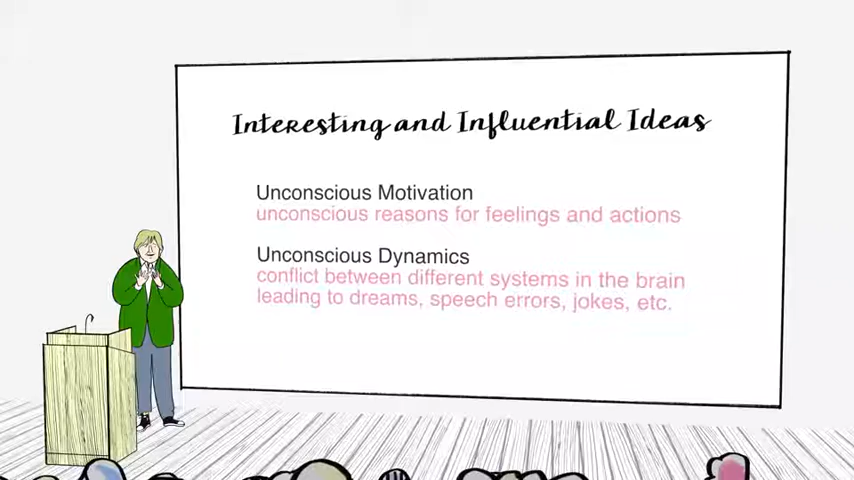 Interesting and Influential Ideas
Unconscious Motivation
unconscious reasons for feelings and actions
Unconscious Dynamics
conflict between different systems in the brain
leading to dreams, speech errors, jokes, etc.